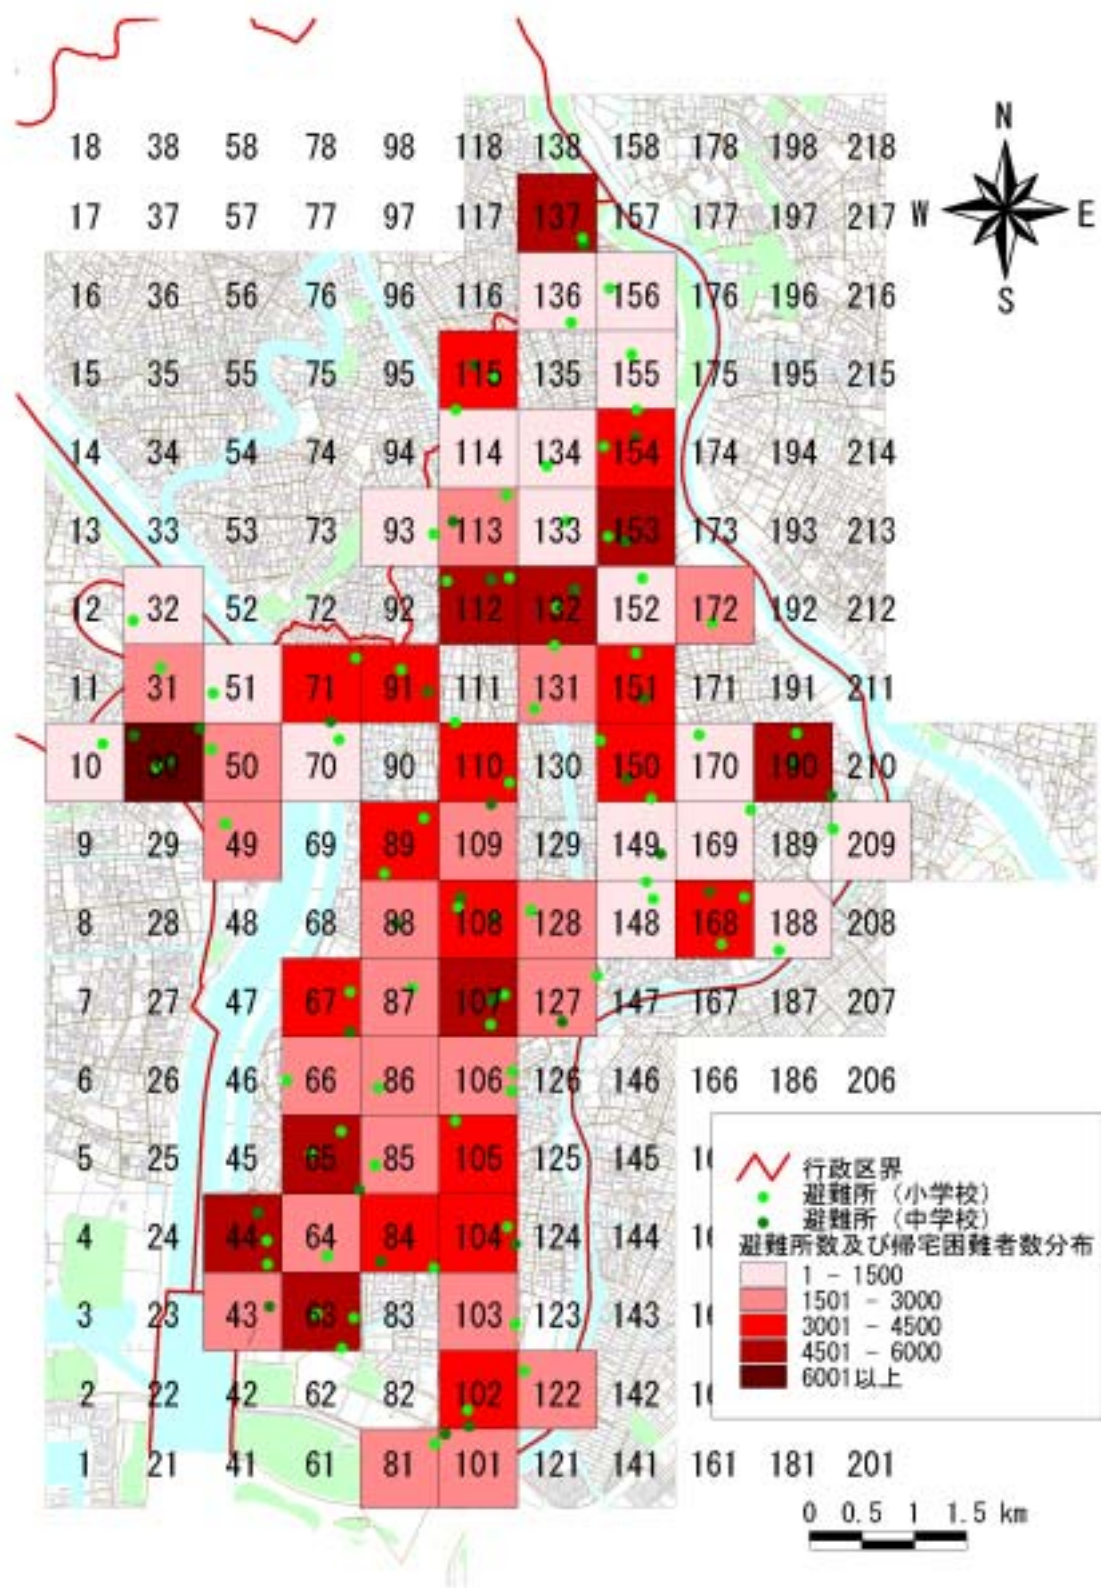 N
18 38 58 78 98 118 138 158 178 198 218
17 37 57 77 97 117 137 157 177 197 217 W E
16 36 56 76 96 116 136 156 176 196 216 S
15 35 55 75 95 115 135 155 175 195 215
14 34 54 74 94 114 134 154 174 194 214
13 33 53 73 93 113 133 153 173 193 213
12 32 52 72 92 112 132 152 172 192 212
11 31 51 71 91 111 131 151 171 191 211
10 30 50 70 90 110 130 150 170 190 210
9 29 49 69 89 109 129 149 169 189 209
8 28 48 68 88 108 128 148 168 188 208
7 27 47 67 87 107 127 147 167 187 207
6 26 46 66 86 106 126 146 166 186 206
5 25 45 65 85 105 125 145
4 24 44 64 84 104 124 144
3 23 43 63 83 103 123 143
2 22 42 62 82 102 122 142
1 21 41 61 81 101 121 141 161 181 201
行政区界
避難所（小学校）
避難所（中学校）
避難所数及び帰宅困難者数分布
1 - 1500
1501 - 3000
3001 - 4500
4501 - 6000
6001以上
0 0.5 1 1.5 km